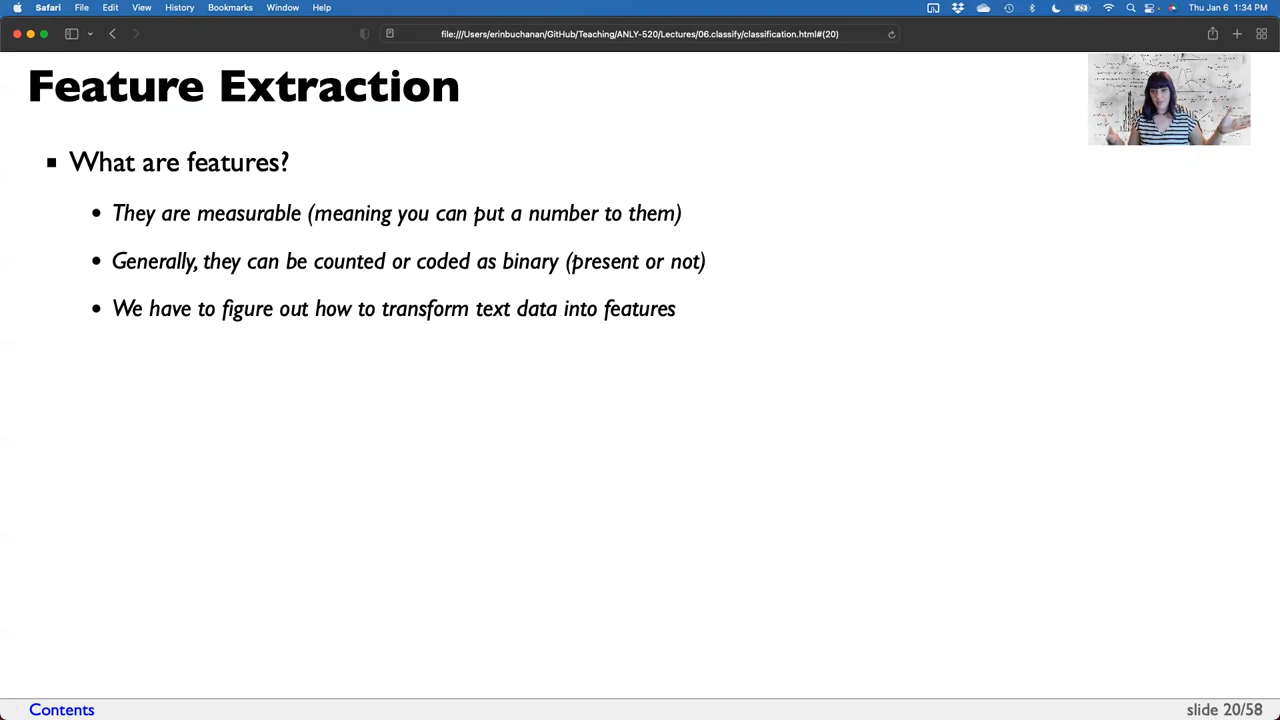 Safari File Edit View History Bookmarks Window Help Thu Jan 6 1:34 PM
file:///Users/erinbuchanan/GitHub/Teaching/ANLY-520/Lectures/06.classify/classification.html#(20)
Feature Extraction
What are features?
They are measurable (meaning you can put a number to them)
Generally, they can be counted or coded as binary (present or not)
We have to figure out how to transform text data into features
Contents slide 20/58